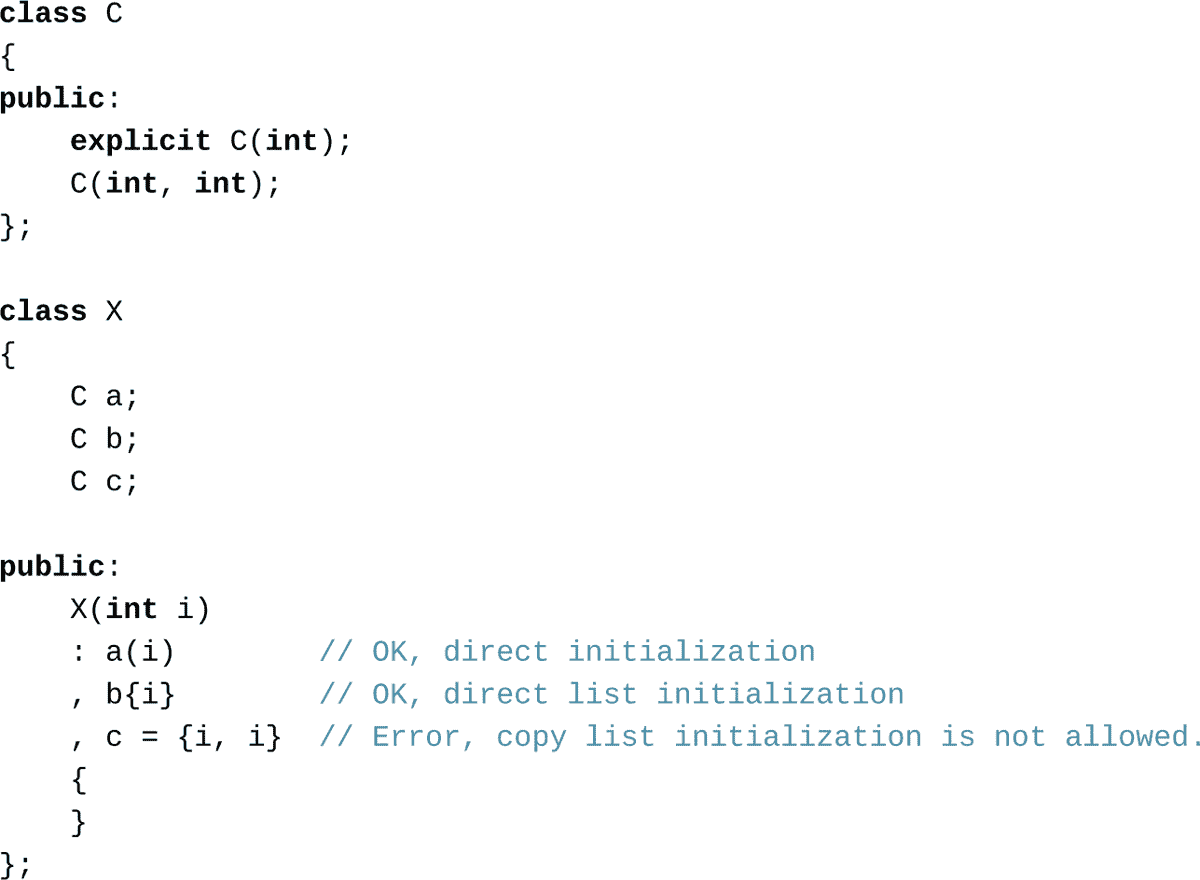 class C
{
public:
    explicit C(int);
    C(int, int);
};

class X
{
    C a;
    C b;
    C c;

public:
    X(int i)
    : a(i)        // OK, direct initialization
    , b{i}        // OK, direct list initialization
    , c = {i, i}  // Error, copy list initialization is not allowed.
    {
    }
};